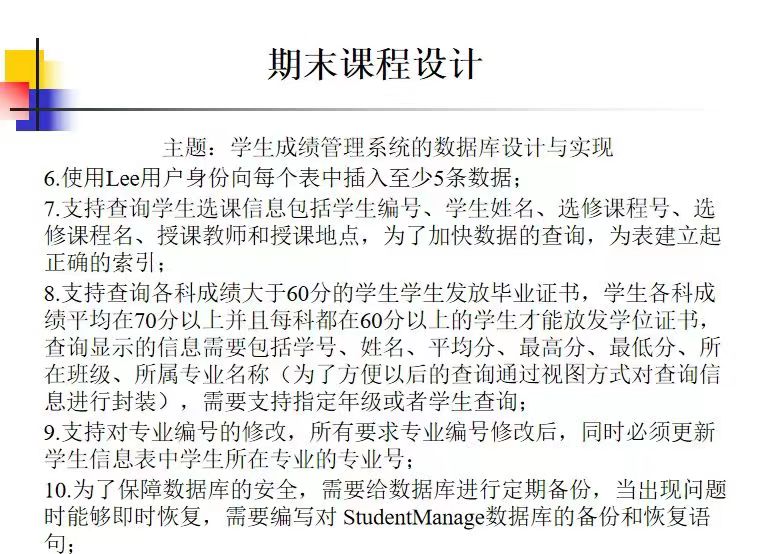 期末课程设计
主题：学生成绩管理系统的数据库设计与实现
6.使用Lee用户身份向每个表中插入至少5条数据；
7.支持查询学生选课信息包括学生编号、学生姓名、选修课程号、选
修课程名、授课教师和授课地点，为了加快数据的查询，为表建立起
正确的索引；
8.支持查询各科成绩大于60分的学生学生发放毕业证书，学生各科成
绩平均在70分以上并且每科都在60分以上的学生才能放发学位证书，
查询显示的信息需要包括学号、姓名、平均分、最高分、最低分、所
在班级、所属专业名称（为了方便以后的查询通过视图方式对查询信
息进行封装），需要支持指定年级或者学生查询；
9.支持对专业编号的修改，所有要求专业编号修改后，同时必须更新
学生信息表中学生所在专业的专业号；
10.为了保障数据库的安全，需要给数据库进行定期备份，当出现问题
时能够即时恢复，需要编写对 StudentManage数据库的备份和恢复语
句；